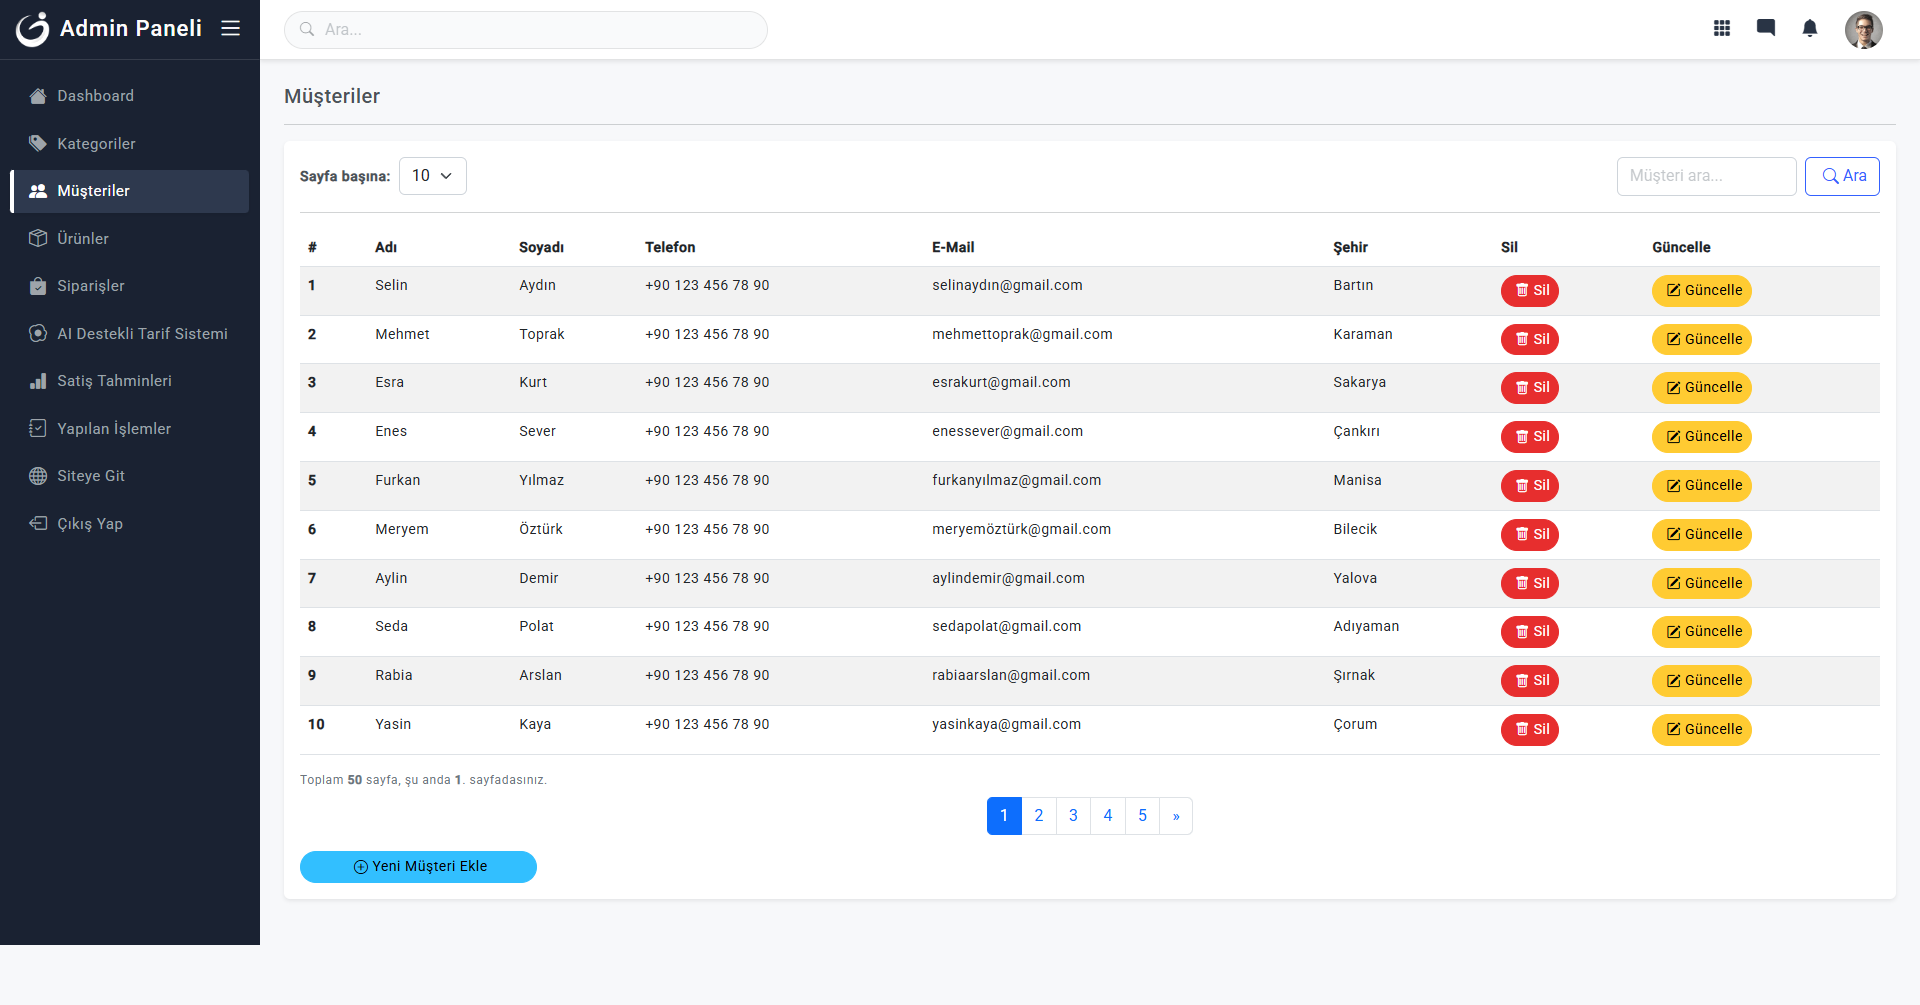 Admin Paneli
Ara...
Dashboard
Kategoriler
Müşteriler
Ürünler
Siparişler
AI Destekli Tarif Sistemi
Satiş Tahminleri
Yapılan İşlemler
Siteye Git
Çıkış Yap
Müşteriler
Sayfa başına: 10 Müşteri ara... Ara
# Adı Soyadı Telefon E-Mail Şehir Sil Güncelle
1 Selin Aydın +90 123 456 78 90 selinaydın@gmail.com Bartın Sil Güncelle
2 Mehmet Toprak +90 123 456 78 90 mehmettoprak@gmail.com Karaman Sil Güncelle
3 Esra Kurt +90 123 456 78 90 esrakurt@gmail.com Sakarya Sil Güncelle
4 Enes Sever +90 123 456 78 90 enessever@gmail.com Çankırı Sil Güncelle
5 Furkan Yılmaz +90 123 456 78 90 furkanyılmaz@gmail.com Manisa Sil Güncelle
6 Meryem Öztürk +90 123 456 78 90 meryemöztürk@gmail.com Bilecik Sil Güncelle
7 Aylin Demir +90 123 456 78 90 aylindemir@gmail.com Yalova Sil Güncelle
8 Seda Polat +90 123 456 78 90 sedapolat@gmail.com Adıyaman Sil Güncelle
9 Rabia Arslan +90 123 456 78 90 rabiaarslan@gmail.com Şırnak Sil Güncelle
10 Yasin Kaya +90 123 456 78 90 yasinkaya@gmail.com Çorum Sil Güncelle
Toplam 50 sayfa, şu anda 1. sayfadasınız.
1 2 3 4 5 »
Yeni Müşteri Ekle